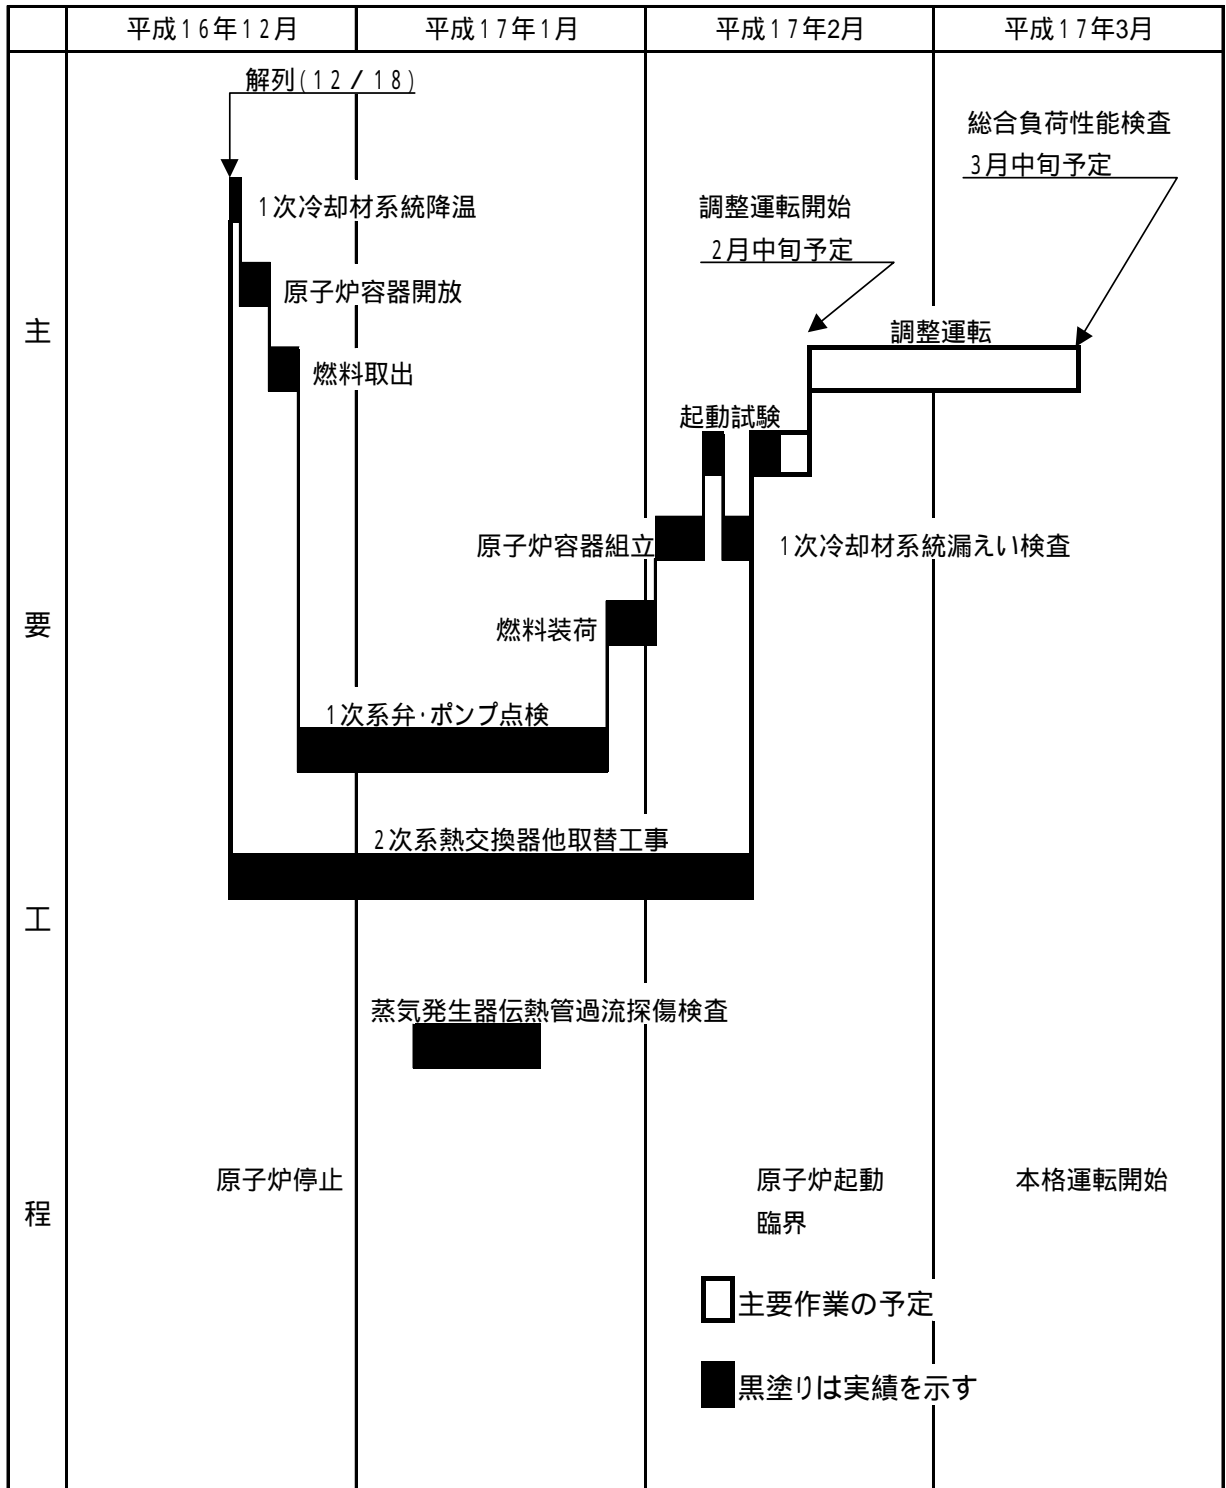 平成16年12月
平成17年1月
平成17年2月
平成17年3月
主要工程
解列(12/18)
総合負荷性能検査
3月中旬予定
1次冷却材系統降温
調整運転開始
2月中旬予定
原子炉容器開放
調整運転
燃料取出
起動試験
原子炉容器組立
1次冷却材系統漏えい検査
燃料装荷
1次系弁・ポンプ点検
2次系熱交換器他取替工事
蒸気発生器伝熱管過流探傷検査
原子炉停止
原子炉起動
臨界
本格運転開始
主要作業の予定
黒塗りは実績を示す